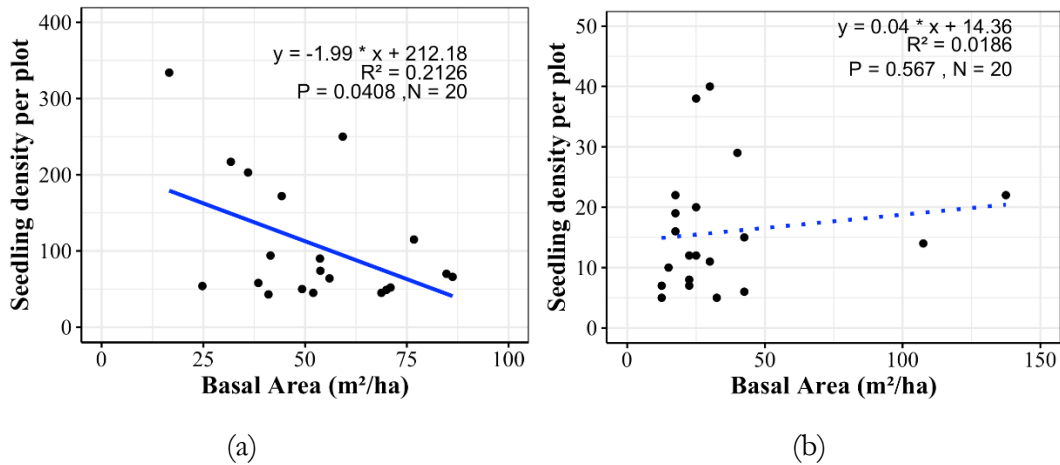 400
300
200
100
0
Seedling density per plot
y = -1.99 * x + 212.18
R² = 0.2126
P = 0.0408 ,N = 20
0 25 50 75 100
Basal Area (m²/ha)
(a)
50
40
30
20
10
0
Seedling density per plot
y = 0.04 * x + 14.36
R² = 0.0186
P = 0.567 , N = 20
0 50 100 150
Basal Area (m²/ha)
(b)